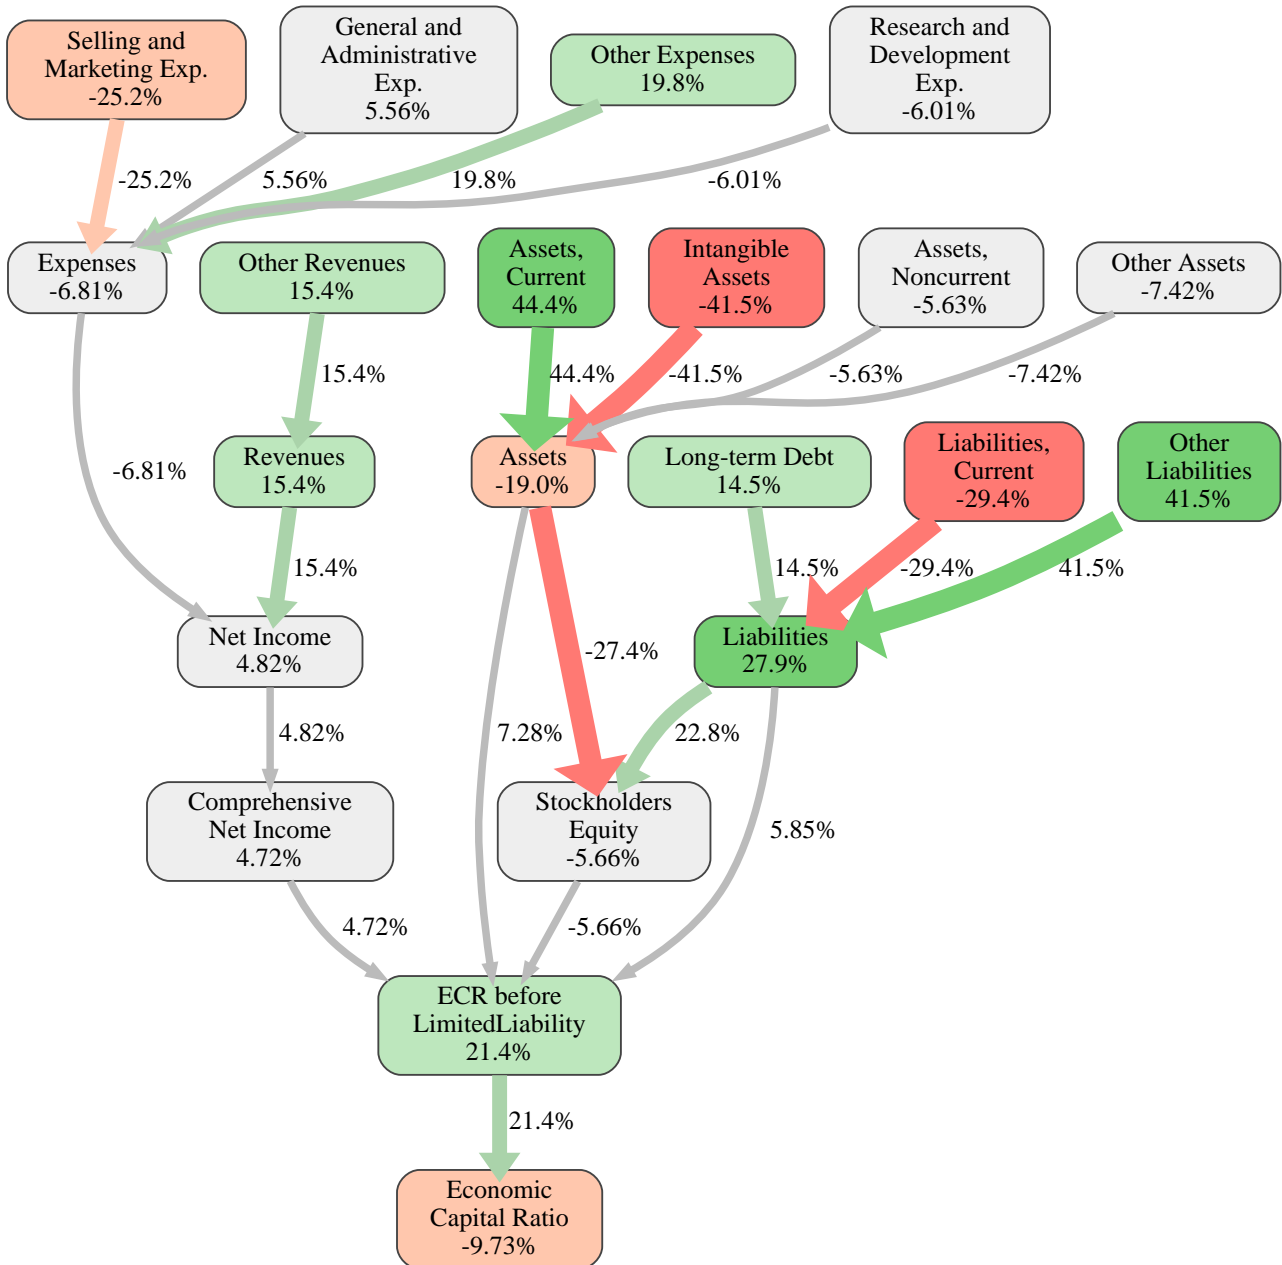 Selling and
Marketing Exp.
-25.2%
General and
Administrative
Exp.
5.56%
Other Expenses
19.8%
Research and
Development
Exp.
-6.01%
-25.2%
5.56%
19.8%
-6.01%
Expenses
-6.81%
Other Revenues
15.4%
Assets,
Current
44.4%
Intangible
Assets
-41.5%
Assets,
Noncurrent
-5.63%
Other Assets
-7.42%
15.4%
44.4%
-41.5%
-5.63%
-7.42%
-6.81%
Revenues
15.4%
Assets
-19.0%
Long-term Debt
14.5%
Liabilities,
Current
-29.4%
Other
Liabilities
41.5%
15.4%
14.5%
-29.4%
41.5%
Net Income
4.82%
-27.4%
Liabilities
27.9%
4.82%
7.28%
22.8%
Comprehensive
Net Income
4.72%
Stockholders
Equity
-5.66%
5.85%
4.72%
-5.66%
ECR before
LimitedLiability
21.4%
21.4%
Economic
Capital Ratio
-9.73%